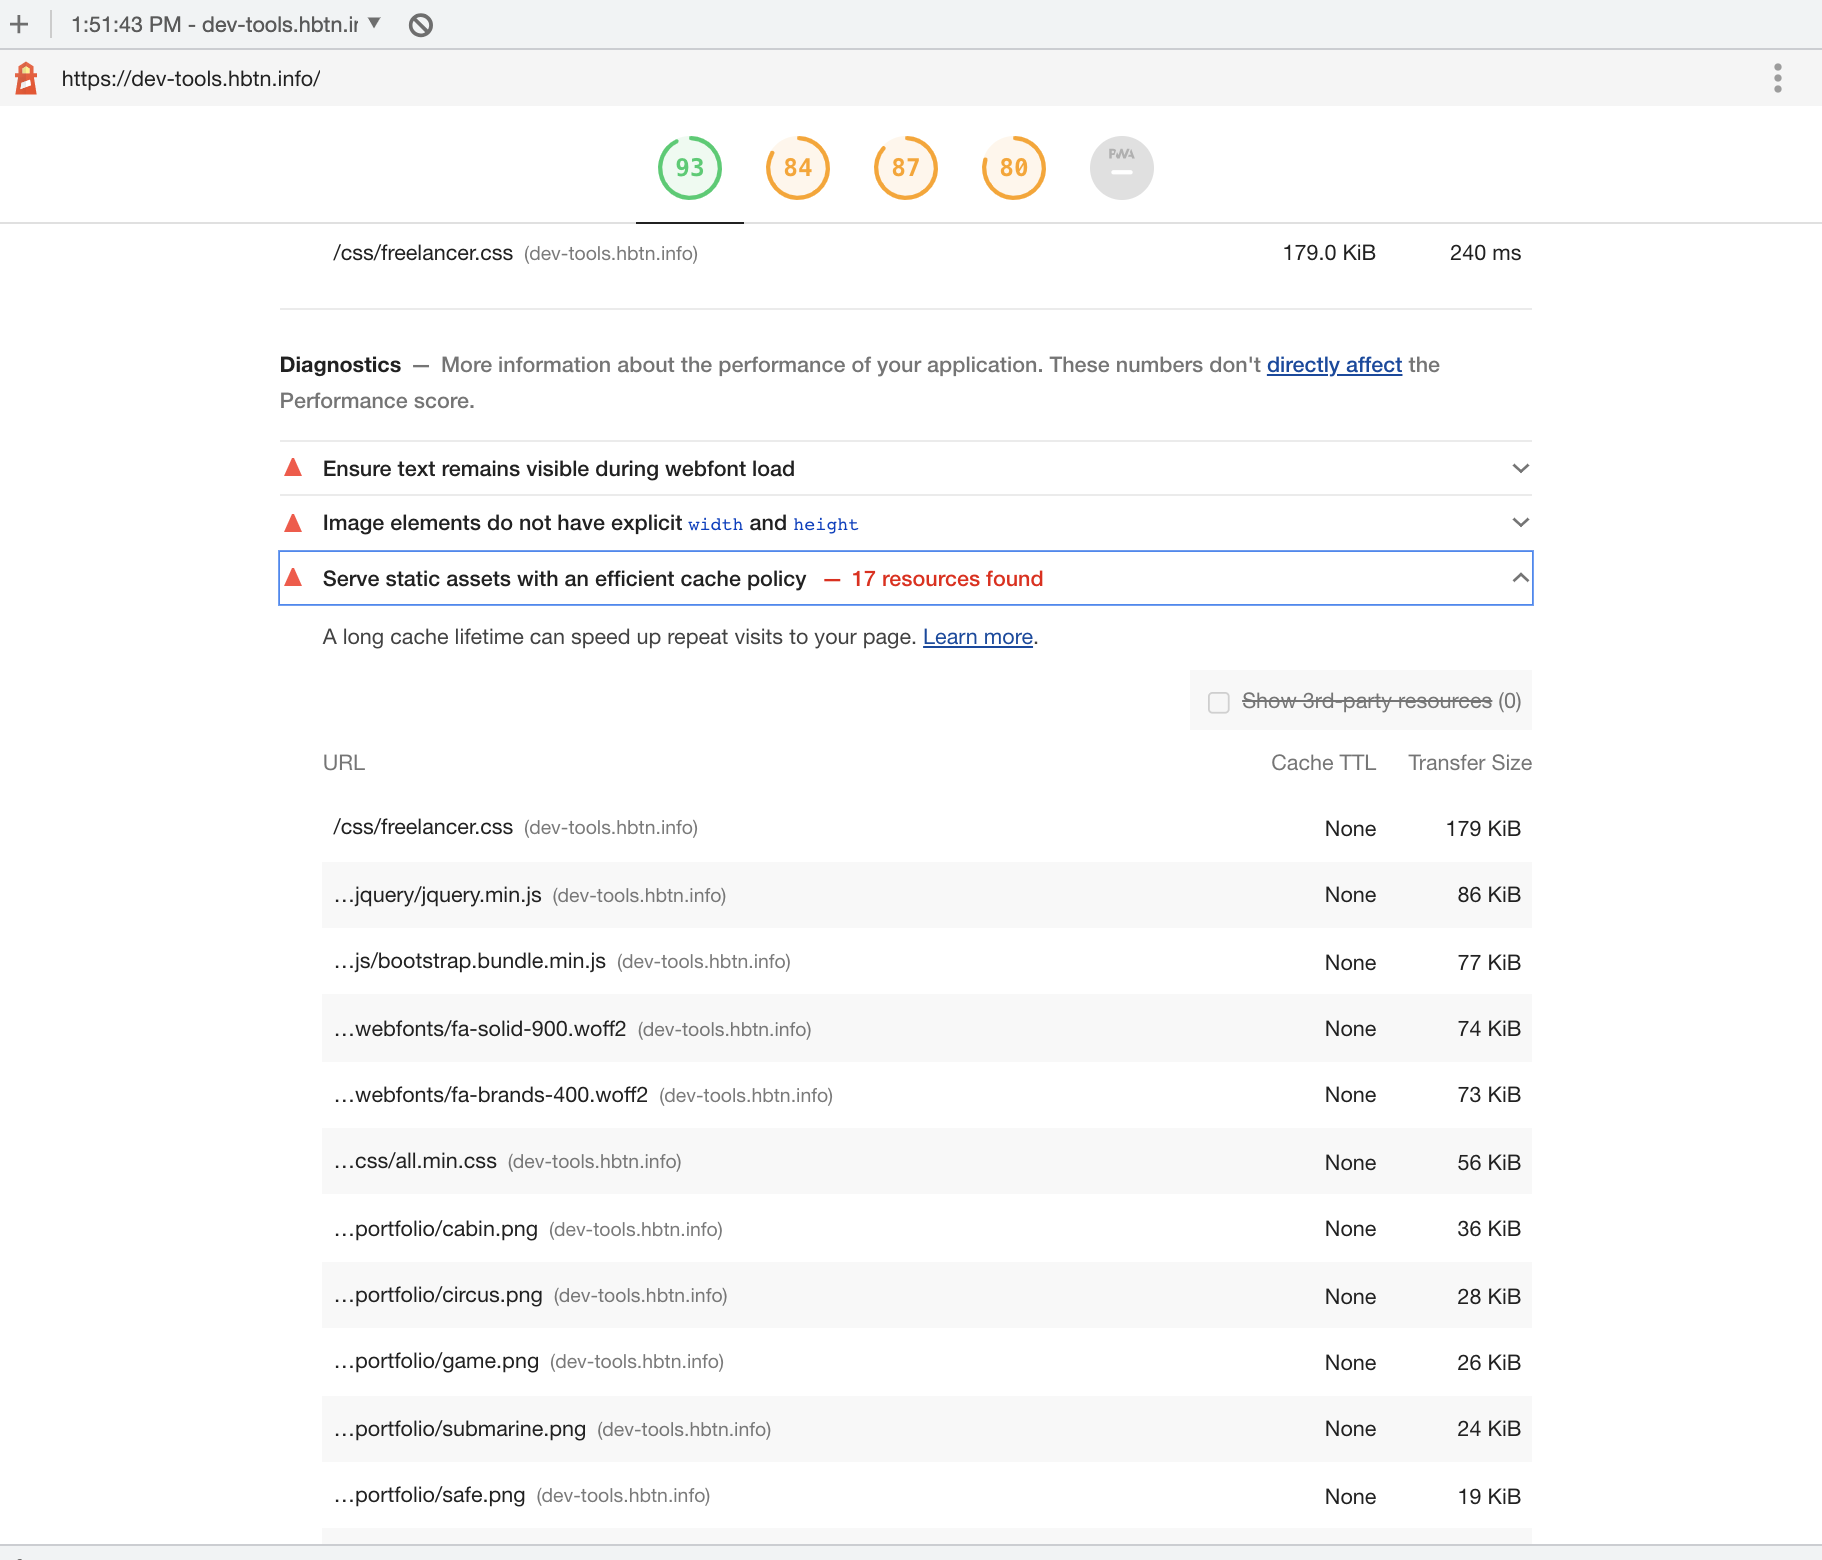 1:51:43 PM - dev-tools.hbtn.ir
https://dev-tools.hbtn.info/
93 84 87 80 PWA
/css/freelancer.css (dev-tools.hbtn.info) 179.0 KiB 240 ms
Diagnostics — More information about the performance of your application. These numbers don't directly affect the
Performance score.
Ensure text remains visible during webfont load
Image elements do not have explicit width and height
Serve static assets with an efficient cache policy — 17 resources found
A long cache lifetime can speed up repeat visits to your page. Learn more.
Show 3rd-party resources (0)
URL Cache TTL Transfer Size
/css/freelancer.css (dev-tools.hbtn.info) None 179 KiB
…jquery/jquery.min.js (dev-tools.hbtn.info) None 86 KiB
…js/bootstrap.bundle.min.js (dev-tools.hbtn.info) None 77 KiB
…webfonts/fa-solid-900.woff2 (dev-tools.hbtn.info) None 74 KiB
…webfonts/fa-brands-400.woff2 (dev-tools.hbtn.info) None 73 KiB
…css/all.min.css (dev-tools.hbtn.info) None 56 KiB
…portfolio/cabin.png (dev-tools.hbtn.info) None 36 KiB
…portfolio/circus.png (dev-tools.hbtn.info) None 28 KiB
…portfolio/game.png (dev-tools.hbtn.info) None 26 KiB
…portfolio/submarine.png (dev-tools.hbtn.info) None 24 KiB
…portfolio/safe.png (dev-tools.hbtn.info) None 19 KiB